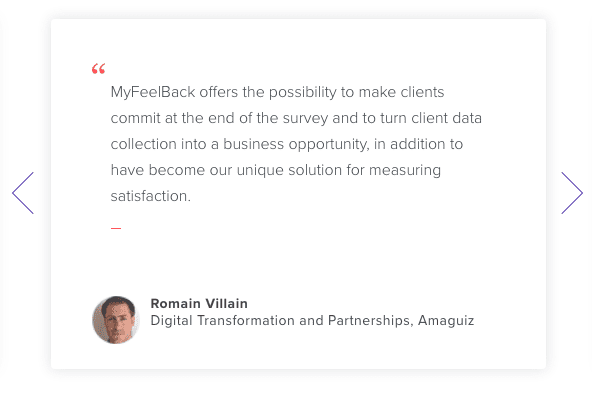 “
MyFeelBack offers the possibility to make clients
commit at the end of the survey and to turn client data
collection into a business opportunity, in addition to
have become our unique solution for measuring
satisfaction.
—
Romain Villain
Digital Transformation and Partnerships, Amaguiz